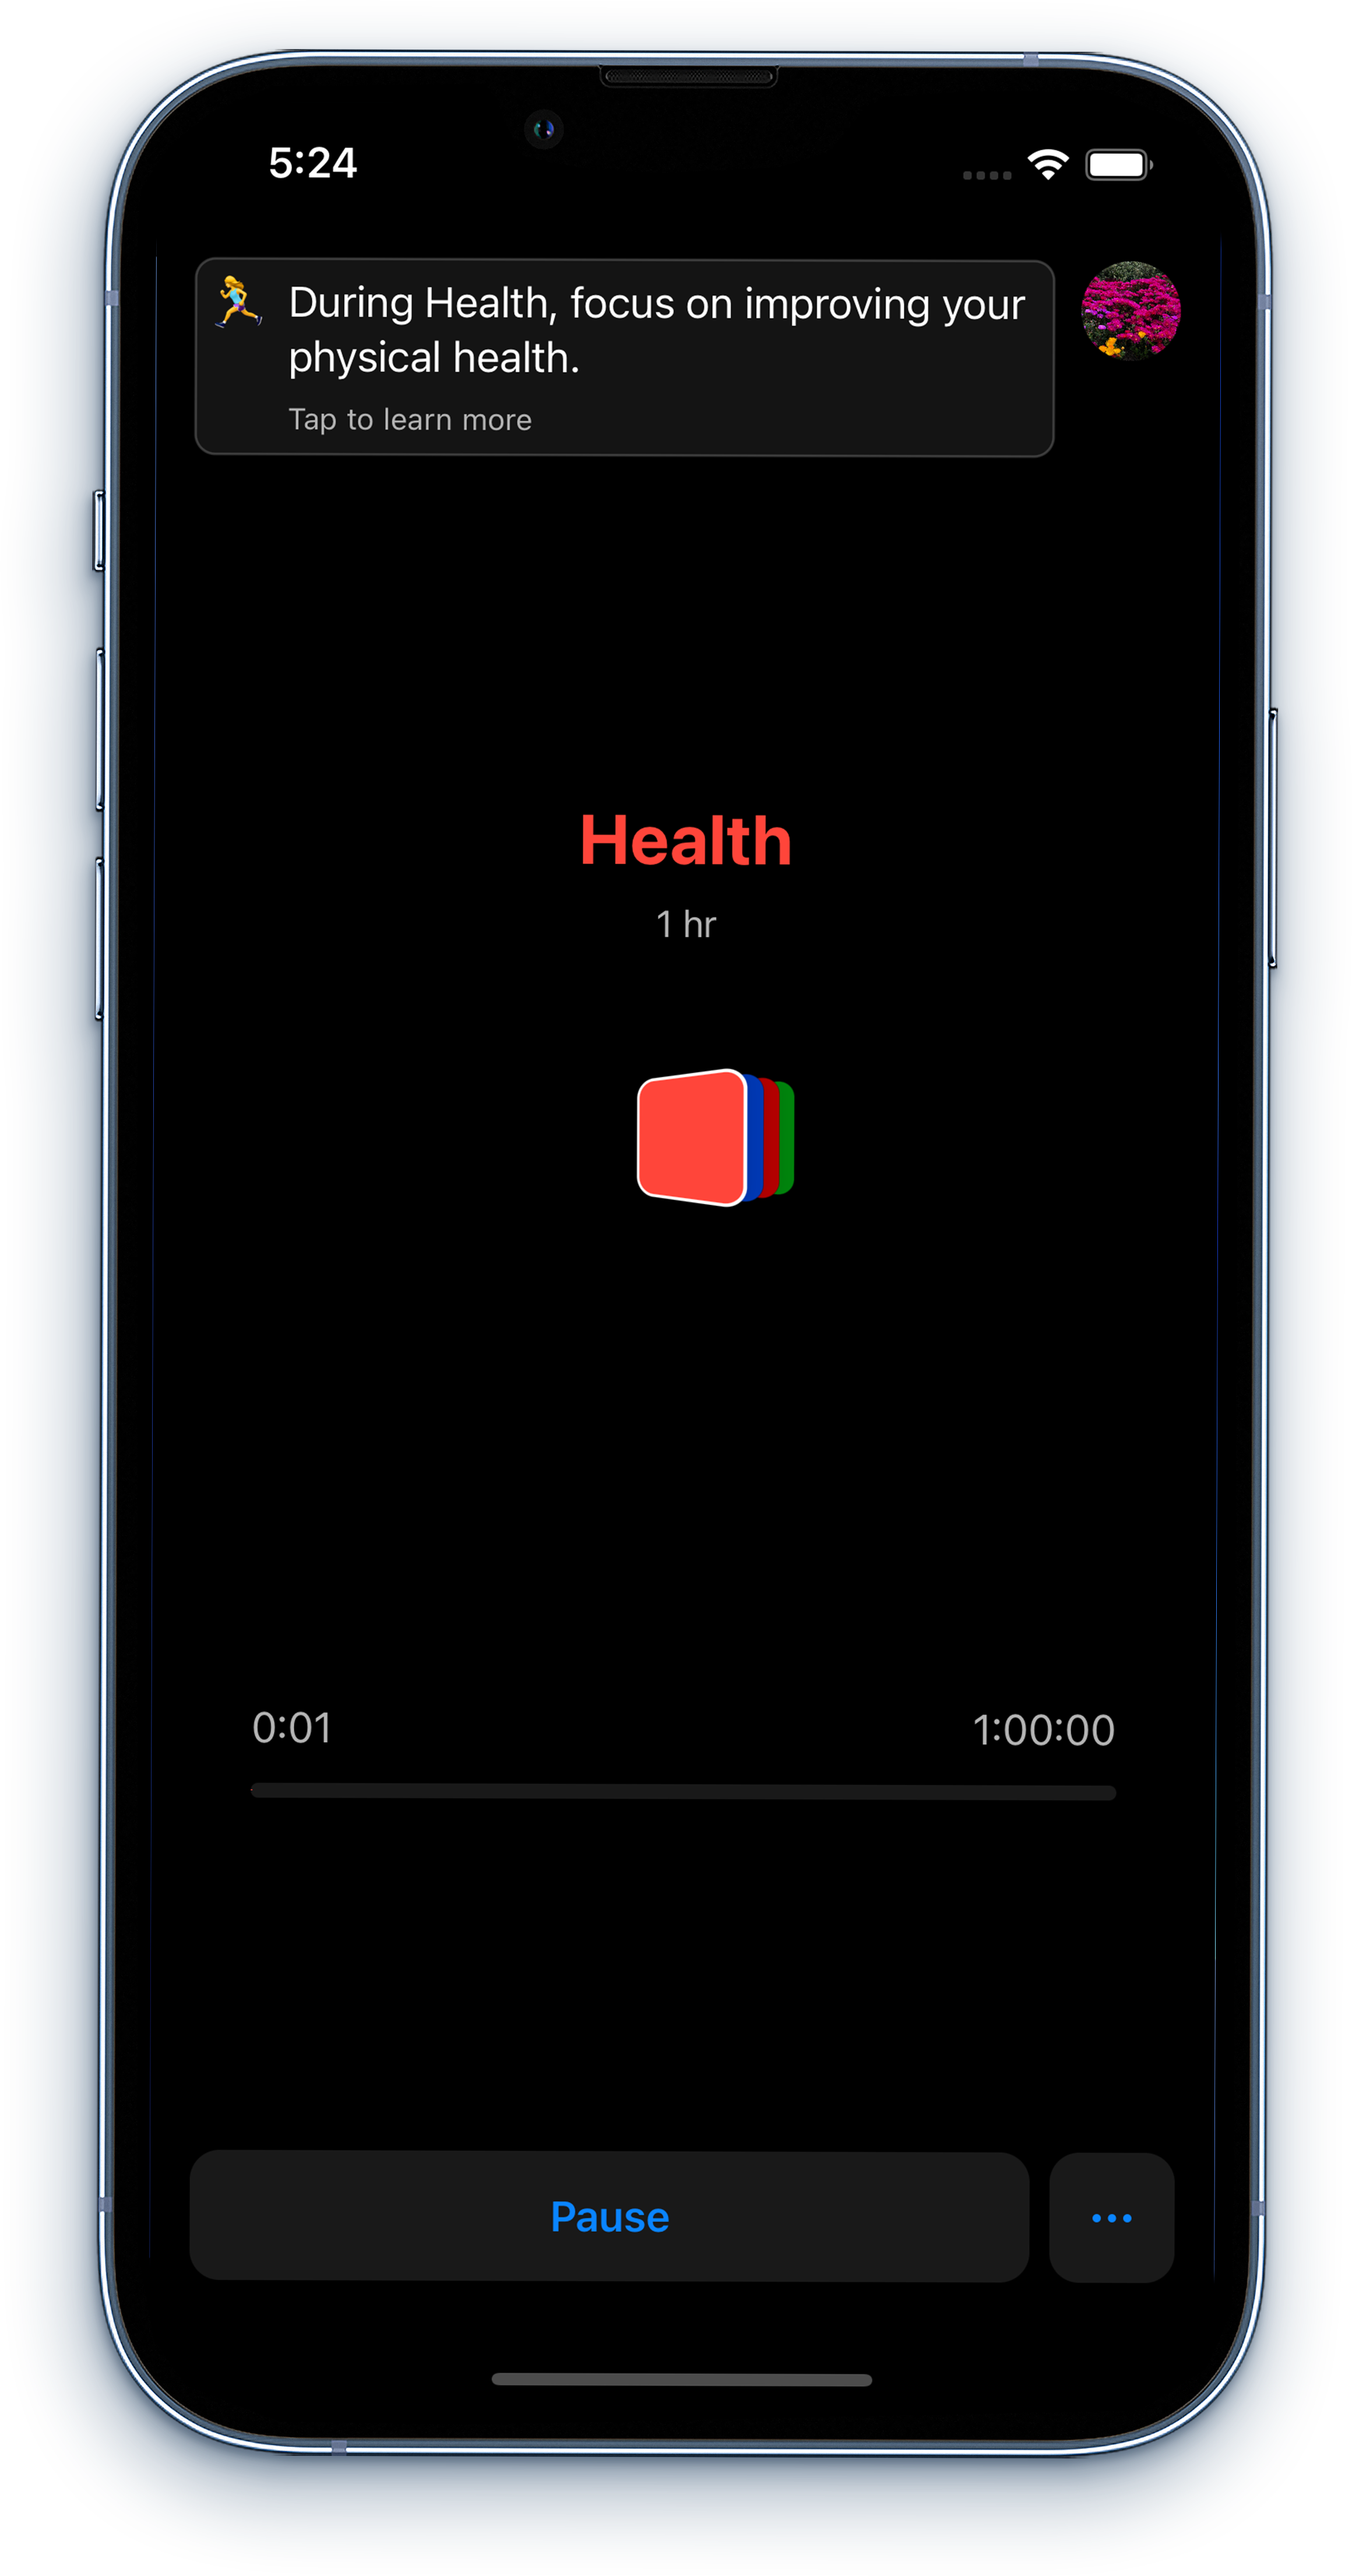 5:24
During Health, focus on improving your
physical health.
Tap to learn more
Health
1 hr
0:01
1:00:00
Pause